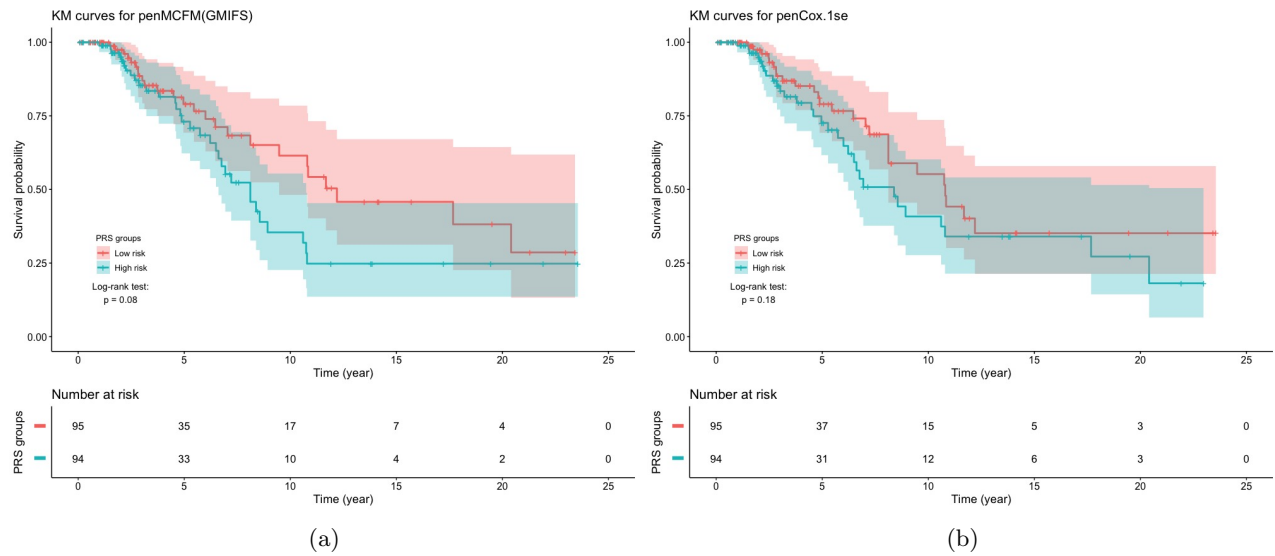 KM curves for penMCFM(GMIFS)
1.00
0.75
0.50
0.25
0.00
Survival probability
PRS groups
Low risk
High risk
Log-rank test:
p = 0.08
0 5 10 15 20 25
Time (year)
Number at risk
PRS groups
95 35 17 7 4 0
94 33 10 4 2 0
0 5 10 15 20 25
Time (year)
(a)
KM curves for penCox.1se
1.00
0.75
0.50
0.25
0.00
Survival probability
PRS groups
Low risk
High risk
Log-rank test:
p = 0.18
0 5 10 15 20 25
Time (year)
Number at risk
PRS groups
95 37 15 5 3 0
94 31 12 6 3 0
0 5 10 15 20 25
Time (year)
(b)